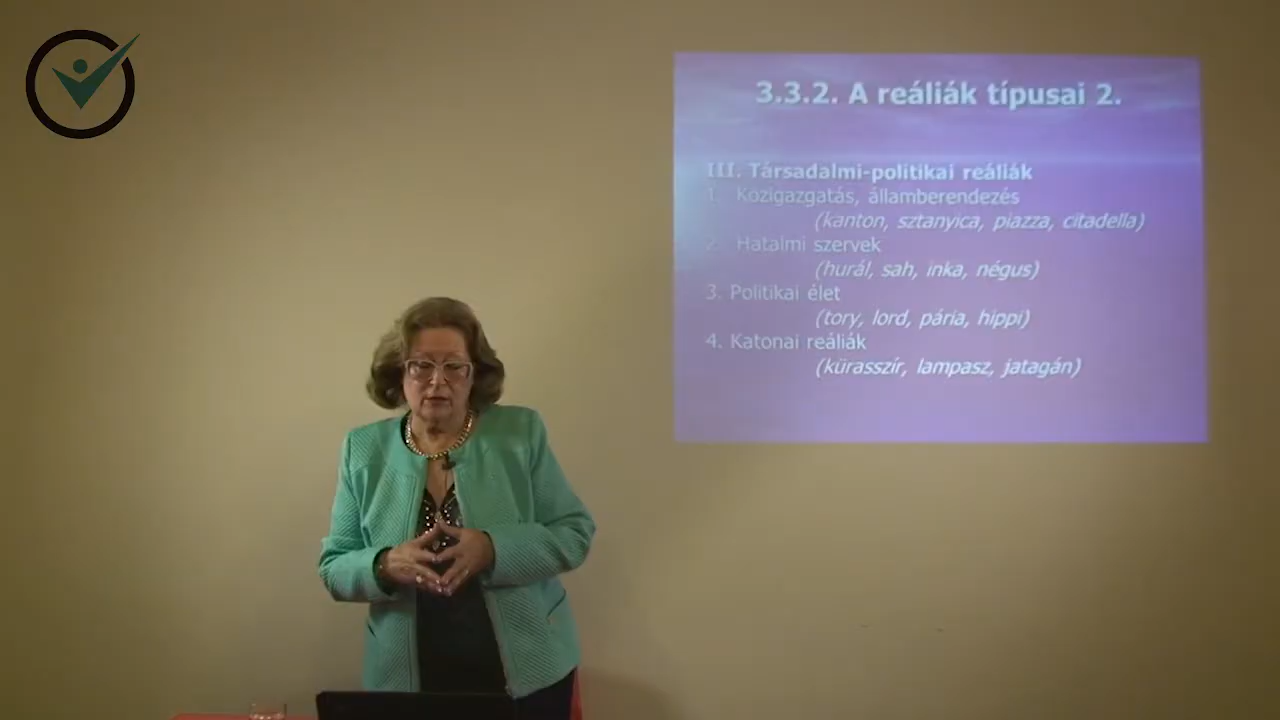 3.3.2. A reáliák típusai 2.
III. Társadalmi-politikai reáliák
1. Közigazgatás, államberendezés
(kanton, sztanyica, piazza, citadella)
2. Hatalmi szervek
(hurál, sah, inka, négus)
3. Politikai élet
(tory, lord, pária, hippi)
4. Katonai reáliák
(kürasszír, lampasz, jatagán)